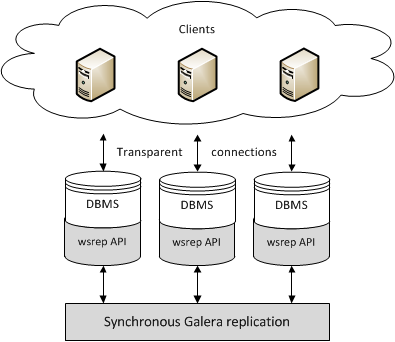 Clients
Transparent connections
DBMS DBMS DBMS
wsrep API wsrep API wsrep API
Synchronous Galera replication